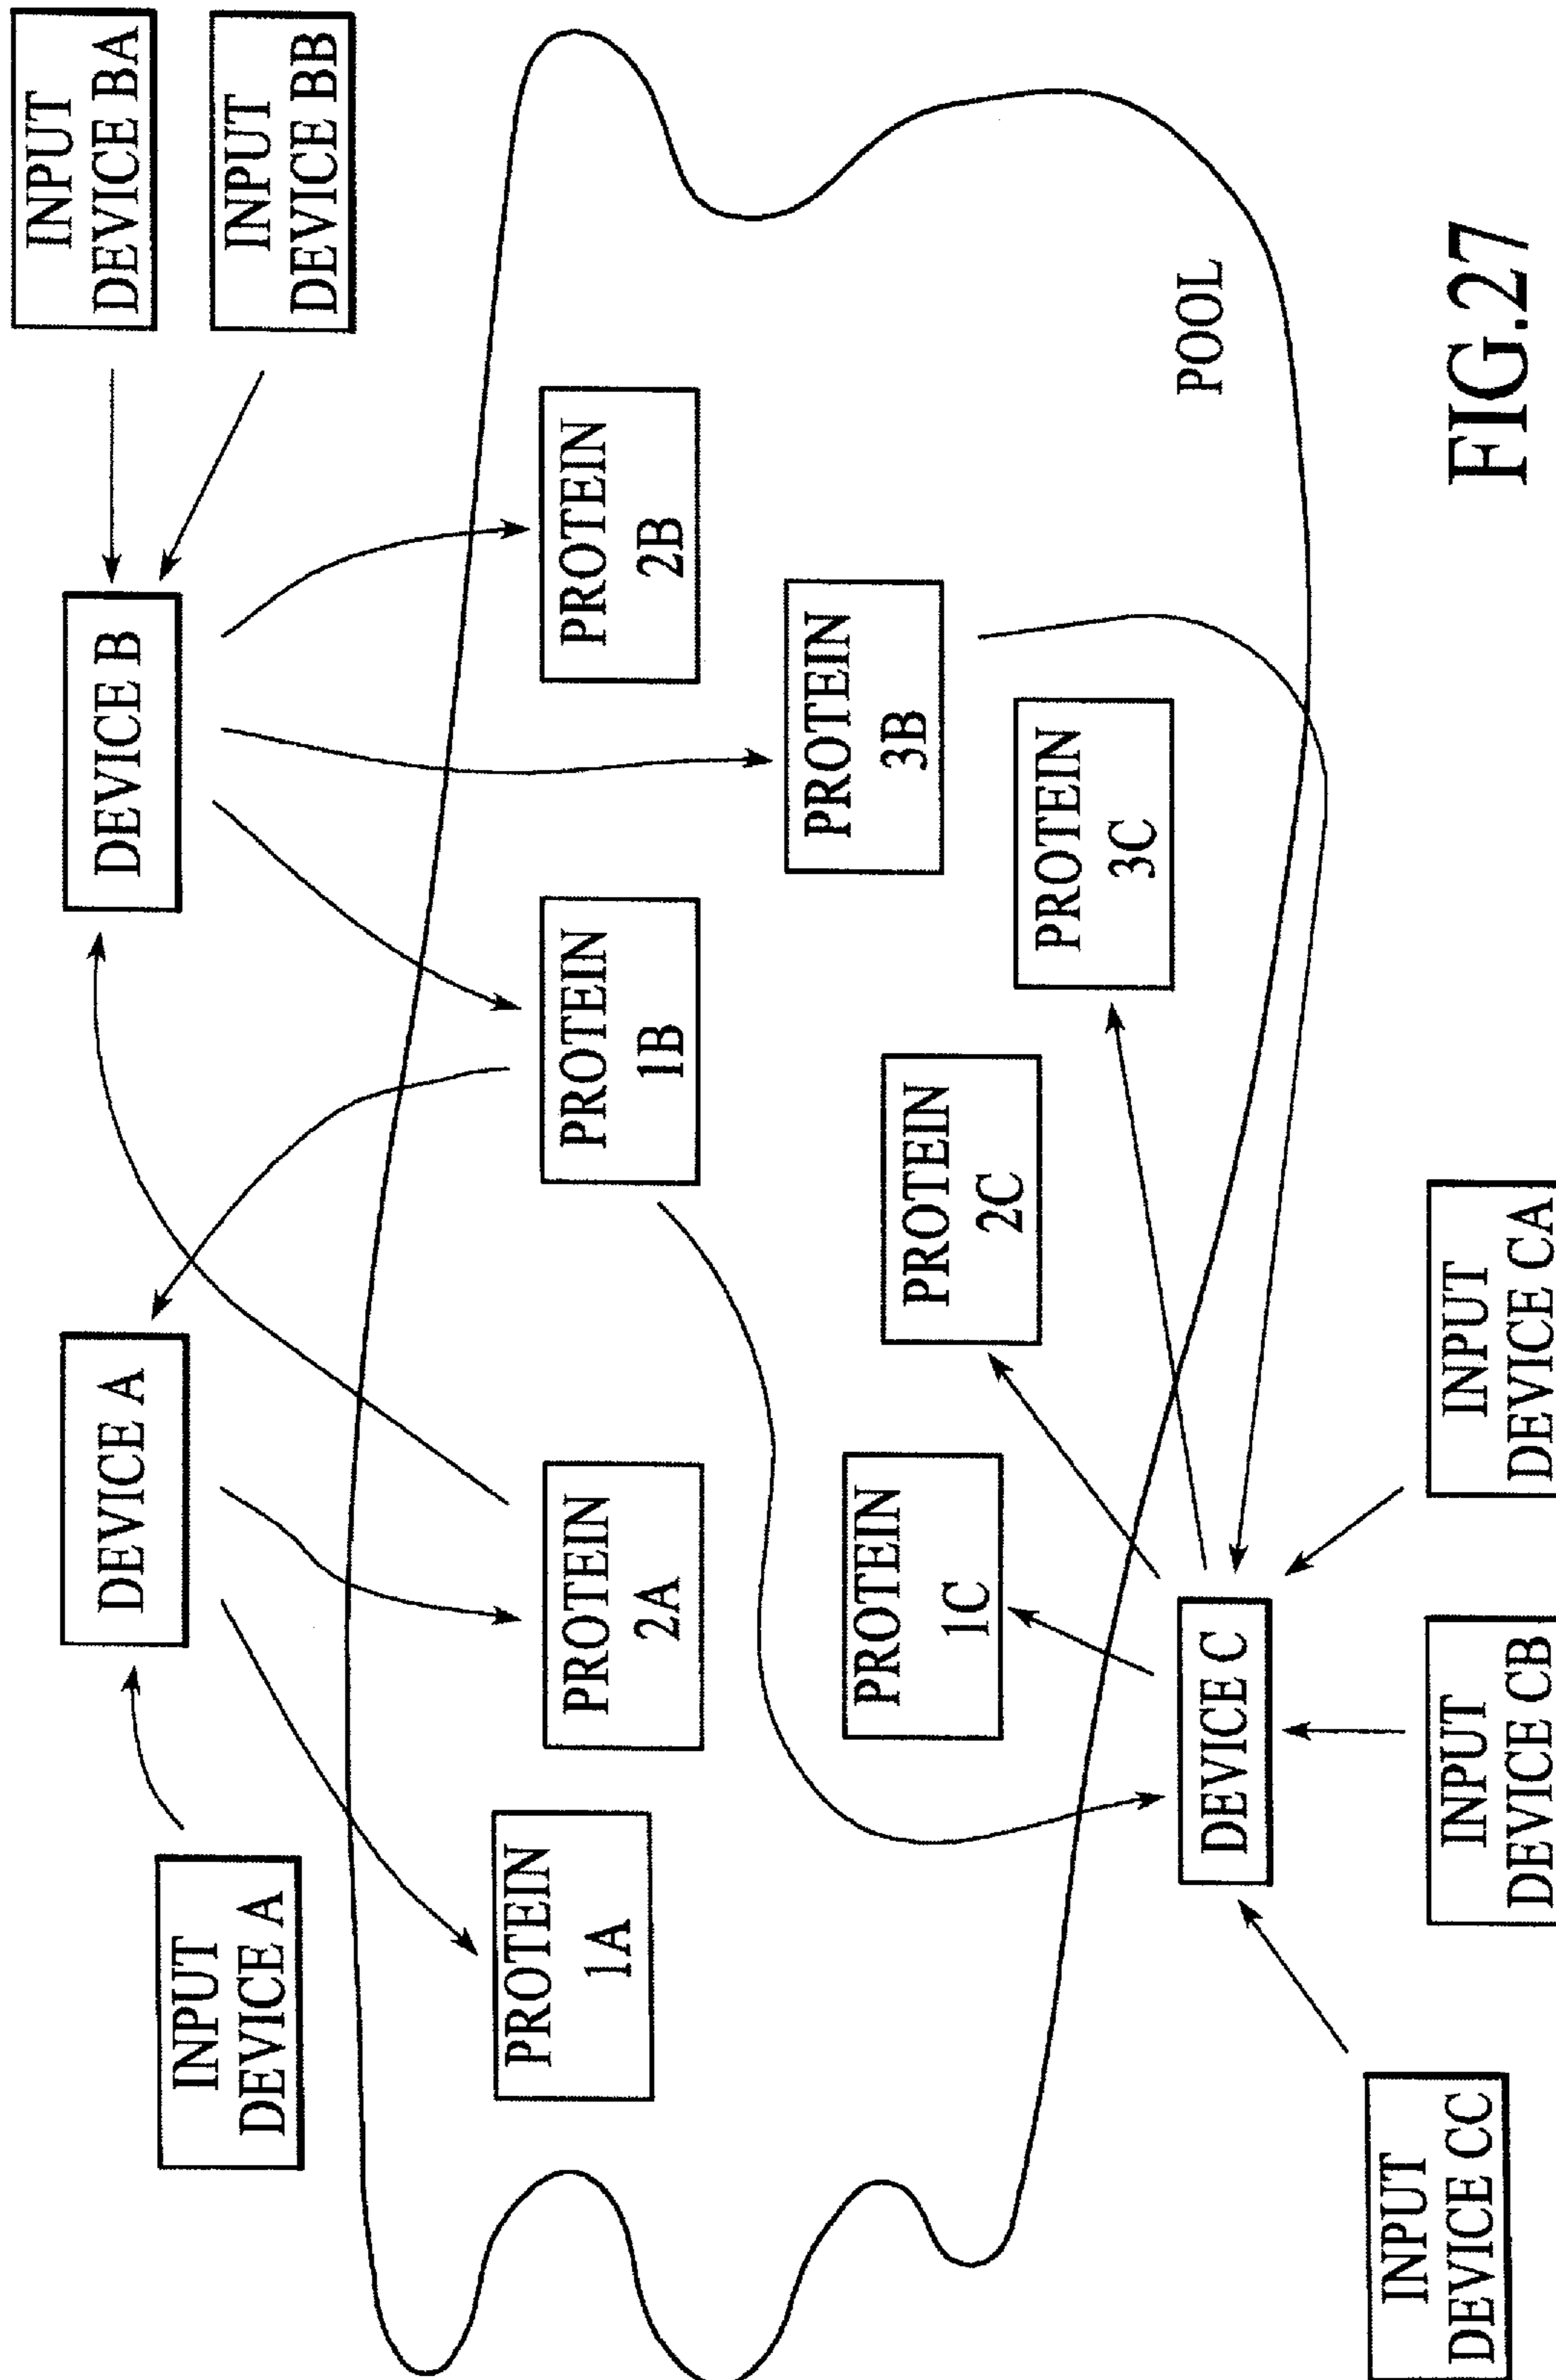 INPUT
DEVICE A
DEVICE A
DEVICE B
INPUT
DEVICE BA
INPUT
DEVICE BB
PROTEIN
1A
PROTEIN
2A
PROTEIN
1B
PROTEIN
2B
PROTEIN
3B
PROTEIN
1C
PROTEIN
2C
PROTEIN
3C
POOL
DEVICE C
INPUT
DEVICE CC
INPUT
DEVICE CB
INPUT
DEVICE CA
FIG.27